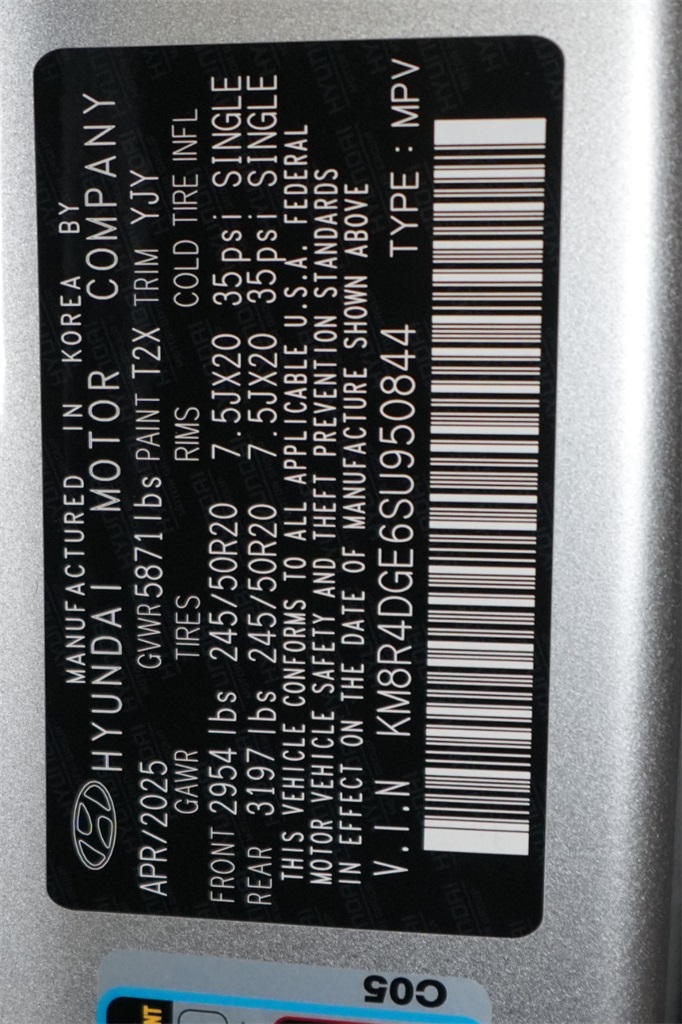 MANUFACTURED IN KOREA BY
HYUNDAI MOTOR COMPANY
APR/2025 GVWR 5871lbs PAINT T2X TRIM YJY
GAWR TIRES RIMS COLD TIRE INFL
FRONT 2954 lbs 245/50R20 7.5JX20 35psi SINGLE
REAR 3197 lbs 245/50R20 7.5JX20 35psi SINGLE
THIS VEHICLE CONFORMS TO ALL APPLICABLE U.S.A. FEDERAL
MOTOR VEHICLE SAFETY AND THEFT PREVENTION STANDARDS
IN EFFECT ON THE DATE OF MANUFACTURE SHOWN ABOVE
V.I.N KM8R4DGE6SU950844 TYPE : MPV
C05